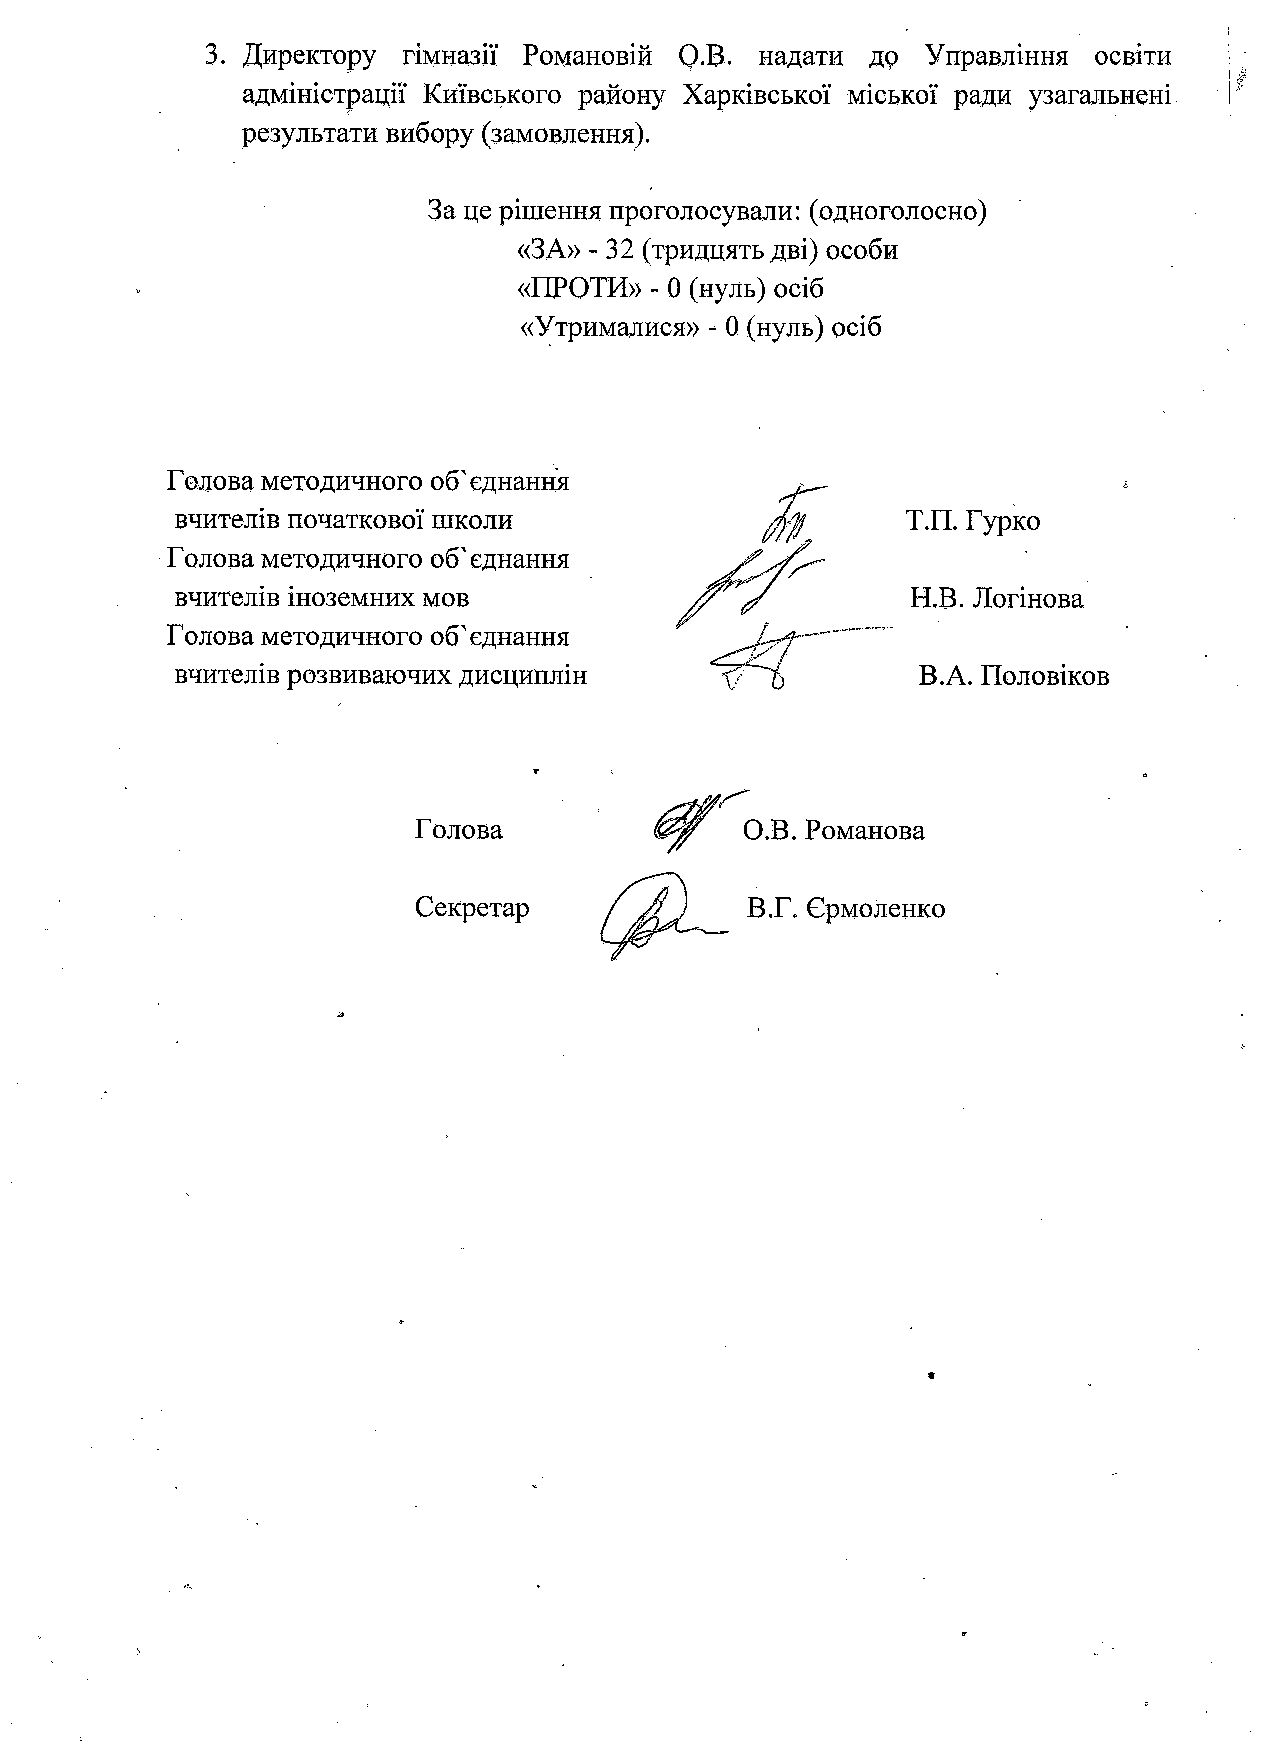 3. Директору гімназії Романовій О.В. надати до Управління освіти
адміністрації Київського району Харківської міської ради узагальнені
результати вибору (замовлення).
За це рішення проголосували: (одноголосно)
«ЗА» - 32 (тридцять дві) особи
«ПРОТИ» - 0 (нуль) осіб
«Утрималися» - 0 (нуль) осіб
Голова методичного об`єднання
вчителів початкової школи Т.П. Гурко
Голова методичного об`єднання
вчителів іноземних мов Н.В. Логінова
Голова методичного об`єднання
вчителів розвиваючих дисциплін В.А. Половіков
Голова О.В. Романова
Секретар В.Г. Єрмоленко